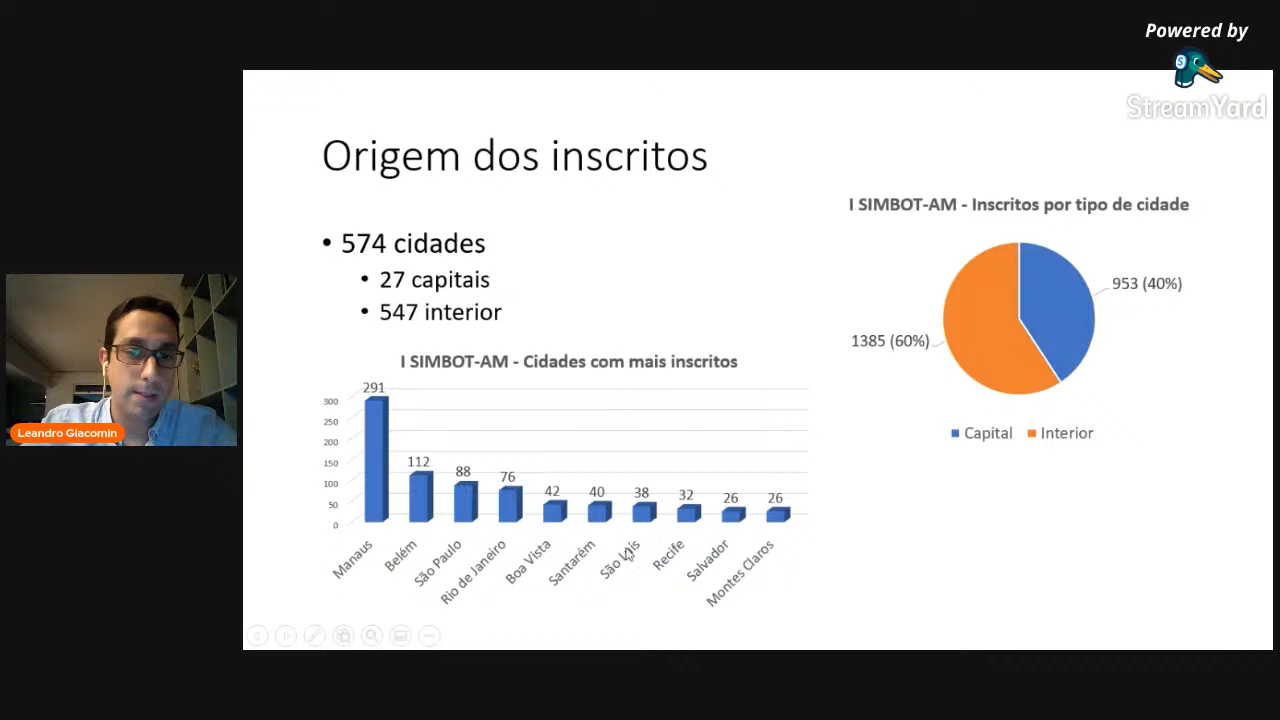 Powered by
StreamYard
Origem dos inscritos
• 574 cidades
• 27 capitais
• 547 interior
I SIMBOT-AM - Inscritos por tipo de cidade
953 (40%)
1385 (60%)
Capital Interior
I SIMBOT-AM - Cidades com mais inscritos
300
250
200
150
100
50
0
291
112
88
76
42
40
38
32
26
26
Manaus
Belém
São Paulo
Rio de Janeiro
Boa Vista
Santarém
São Luís
Recife
Salvador
Montes Claros
Leandro Giacomin